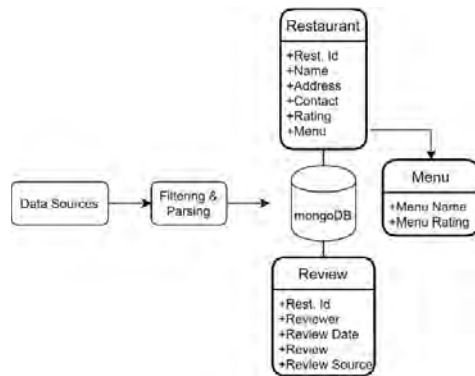 Restaurant
+Rest. Id
+Name
+Address
+Contact
+Rating
+Menu
Data Sources
Filtering &
Parsing
mongoDB
Menu
+Menu Name
+Menu Rating
Review
+Rest. Id
+Reviewer
+Review Date
+Review
+Review Source